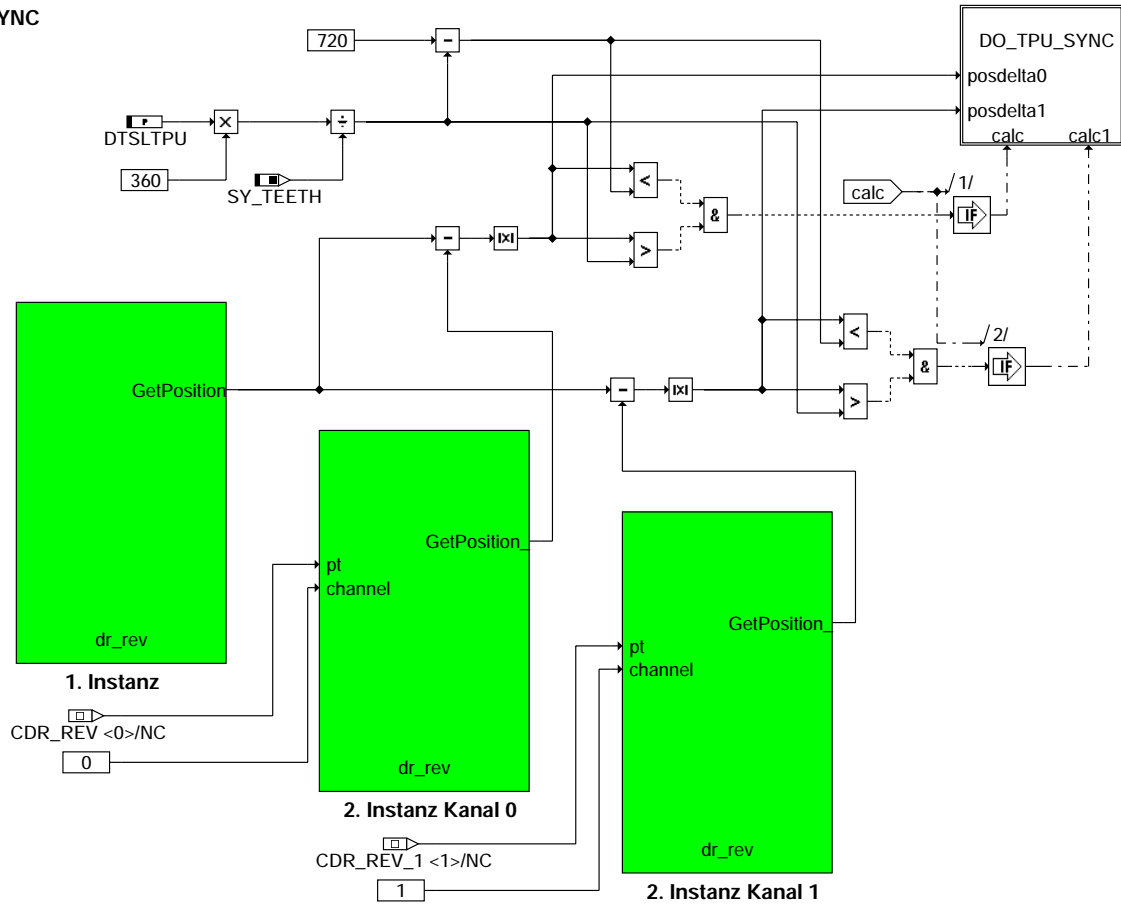 YNC
720
DO_TPU_SYNC
posdelta0
posdelta1
calc
calc1
DTSLTPU
360
SY_TEETH
P
×
÷
-
<
>
&
calc
/ 1/
IF
-
|x|
<
>
&
/ 2/
IF
-
|x|
GetPosition
dr_rev
1. Instanz
GetPosition_
pt
channel
dr_rev
2. Instanz Kanal 0
GetPosition_
pt
channel
dr_rev
2. Instanz Kanal 1
CDR_REV <0>/NC
0
CDR_REV_1 <1>/NC
1